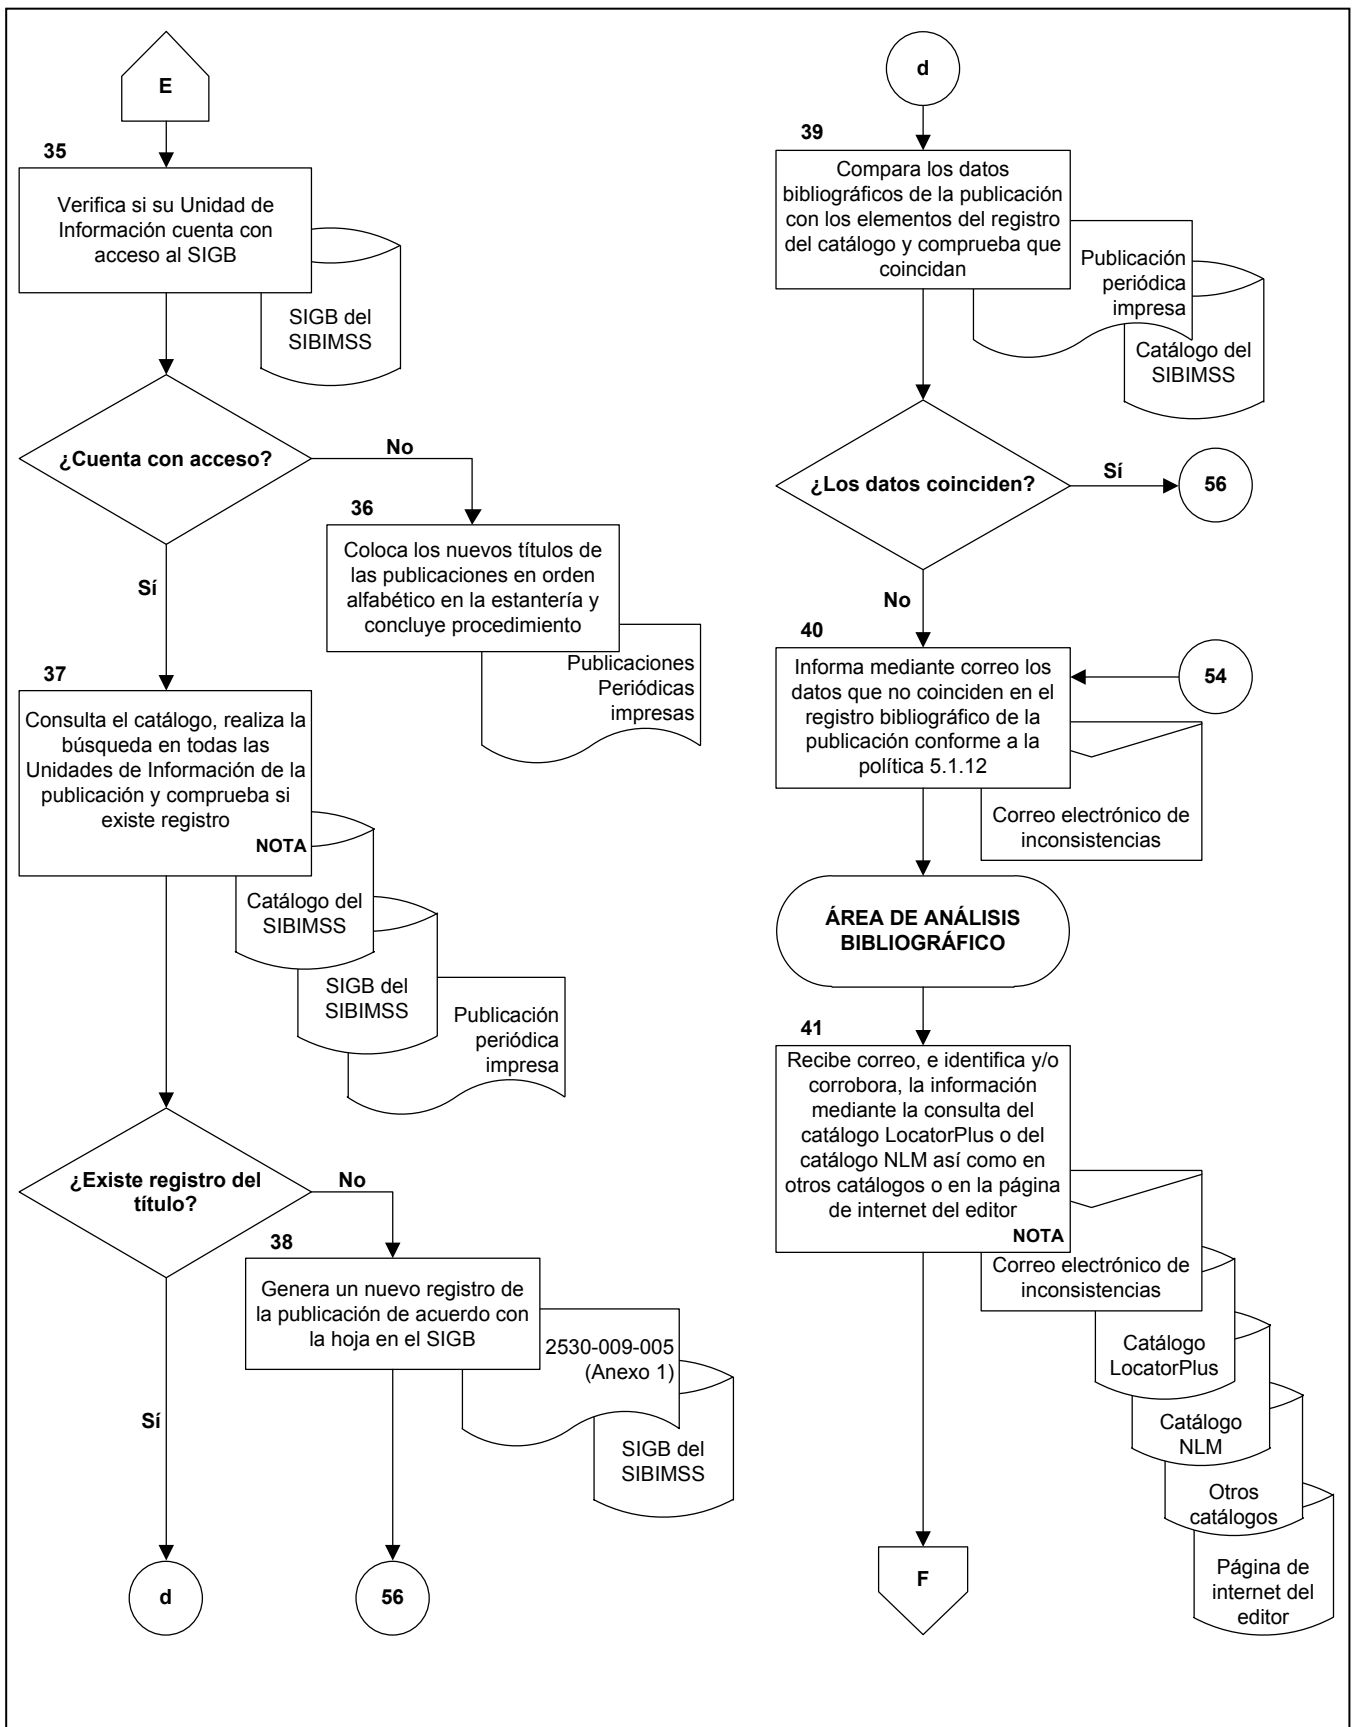 E
35
Verifica si su Unidad de
Información cuenta con
acceso al SIGB
SIGB del
SIBIMSS
¿Cuenta con acceso?
No
Sí
36
Coloca los nuevos títulos de
las publicaciones en orden
alfabético en la estantería y
concluye procedimiento
Publicaciones
Periódicas
impresas
37
Consulta el catálogo, realiza la
búsqueda en todas las
Unidades de Información de la
publicación y comprueba si
existe registro
NOTA
Catálogo del
SIBIMSS
SIGB del
SIBIMSS
Publicación
periódica
impresa
¿Existe registro del
título?
No
Sí
38
Genera un nuevo registro de
la publicación de acuerdo con
la hoja en el SIGB
2530-009-005
(Anexo 1)
SIGB del
SIBIMSS
d
56
d
39
Compara los datos
bibliográficos de la publicación
con los elementos del registro
del catálogo y comprueba que
coincidan
Publicación
periódica
impresa
Catálogo del
SIBIMSS
¿Los datos coinciden?
Sí
56
No
40
Informa mediante correo los
datos que no coinciden en el
registro bibliográfico de la
publicación conforme a la
política 5.1.12
54
Correo electrónico de
inconsistencias
ÁREA DE ANÁLISIS
BIBLIOGRÁFICO
41
Recibe correo, e identifica y/o
corrobora, la información
mediante la consulta del
catálogo LocatorPlus o del
catálogo NLM así como en
otros catálogos o en la página
de internet del editor
NOTA
Correo electrónico de
inconsistencias
Catálogo
LocatorPlus
Catálogo
NLM
Otros
catálogos
Página de
internet del
editor
F